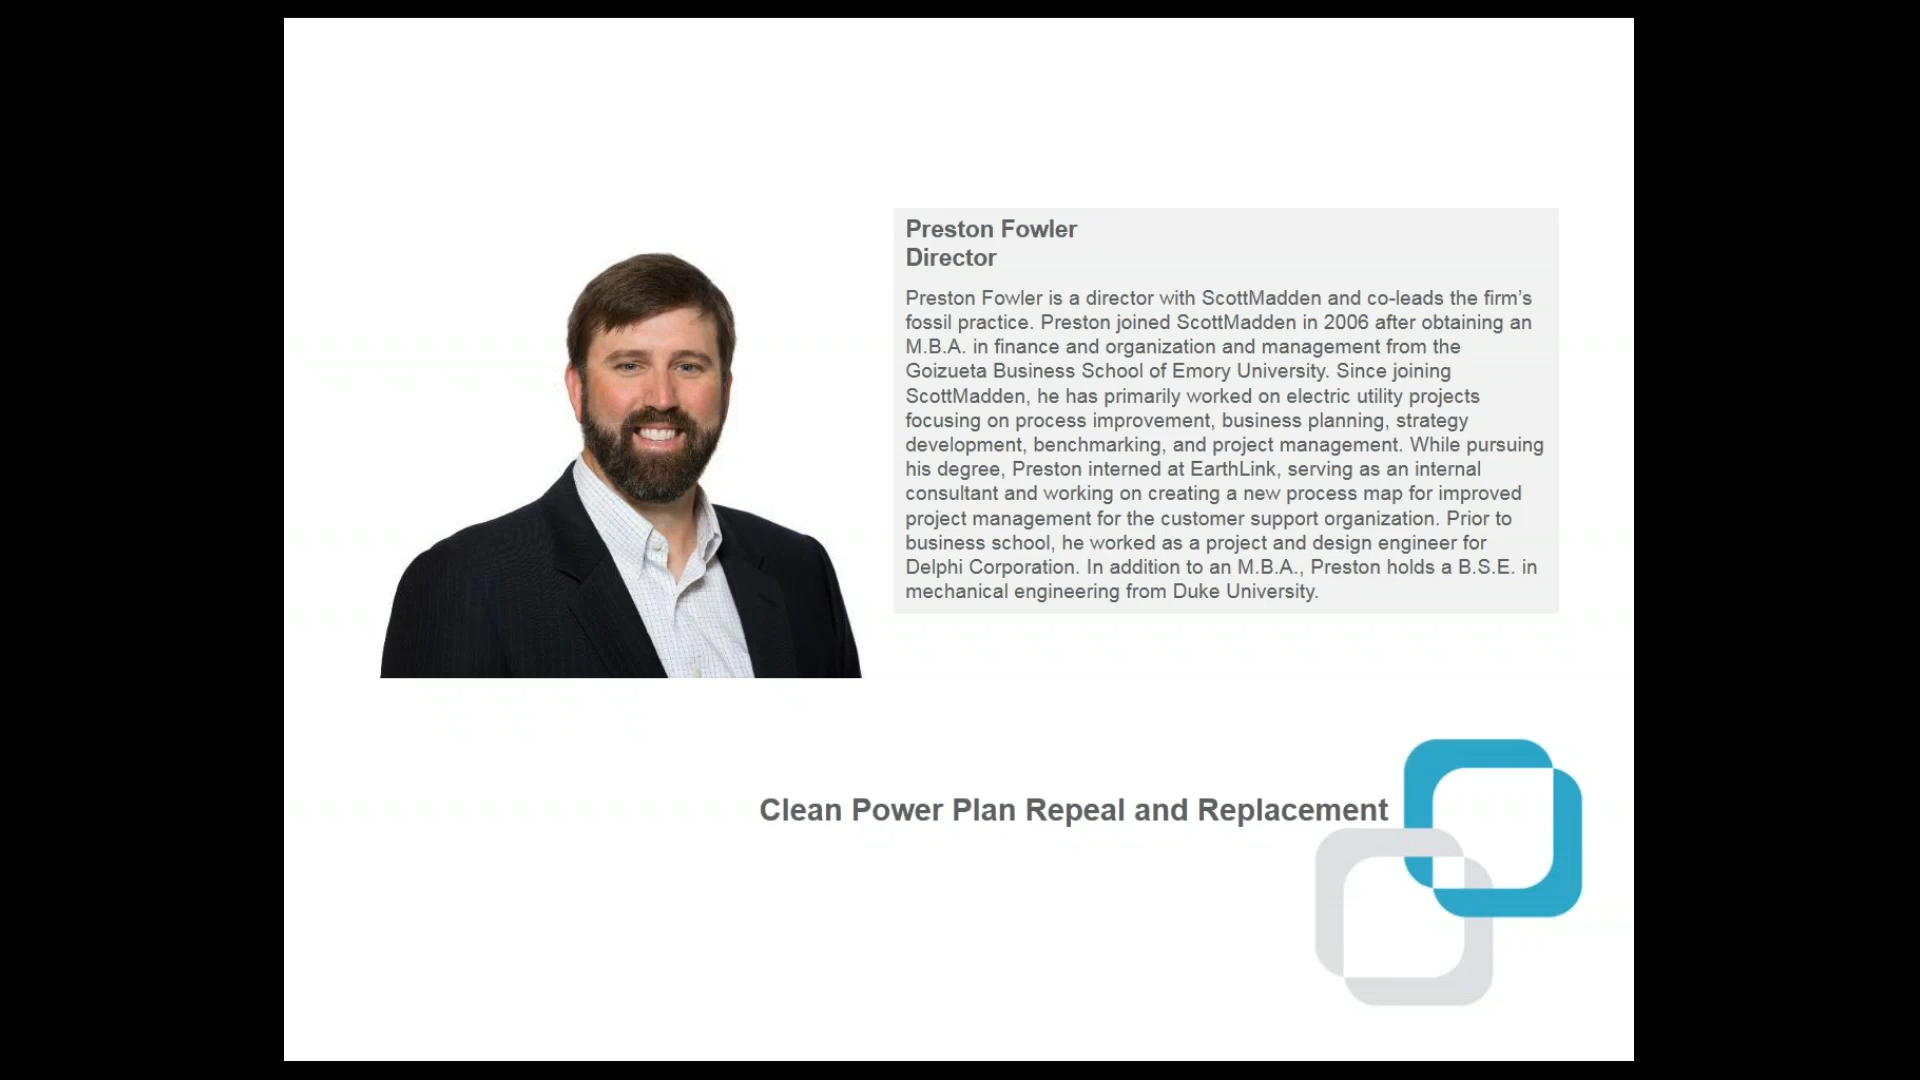 Preston Fowler
Director
Preston Fowler is a director with ScottMadden and co-leads the firm’s
fossil practice. Preston joined ScottMadden in 2006 after obtaining an
M.B.A. in finance and organization and management from the
Goizueta Business School of Emory University. Since joining
ScottMadden, he has primarily worked on electric utility projects
focusing on process improvement, business planning, strategy
development, benchmarking, and project management. While pursuing
his degree, Preston interned at EarthLink, serving as an internal
consultant and working on creating a new process map for improved
project management for the customer support organization. Prior to
business school, he worked as a project and design engineer for
Delphi Corporation. In addition to an M.B.A., Preston holds a B.S.E. in
mechanical engineering from Duke University.
Clean Power Plan Repeal and Replacement